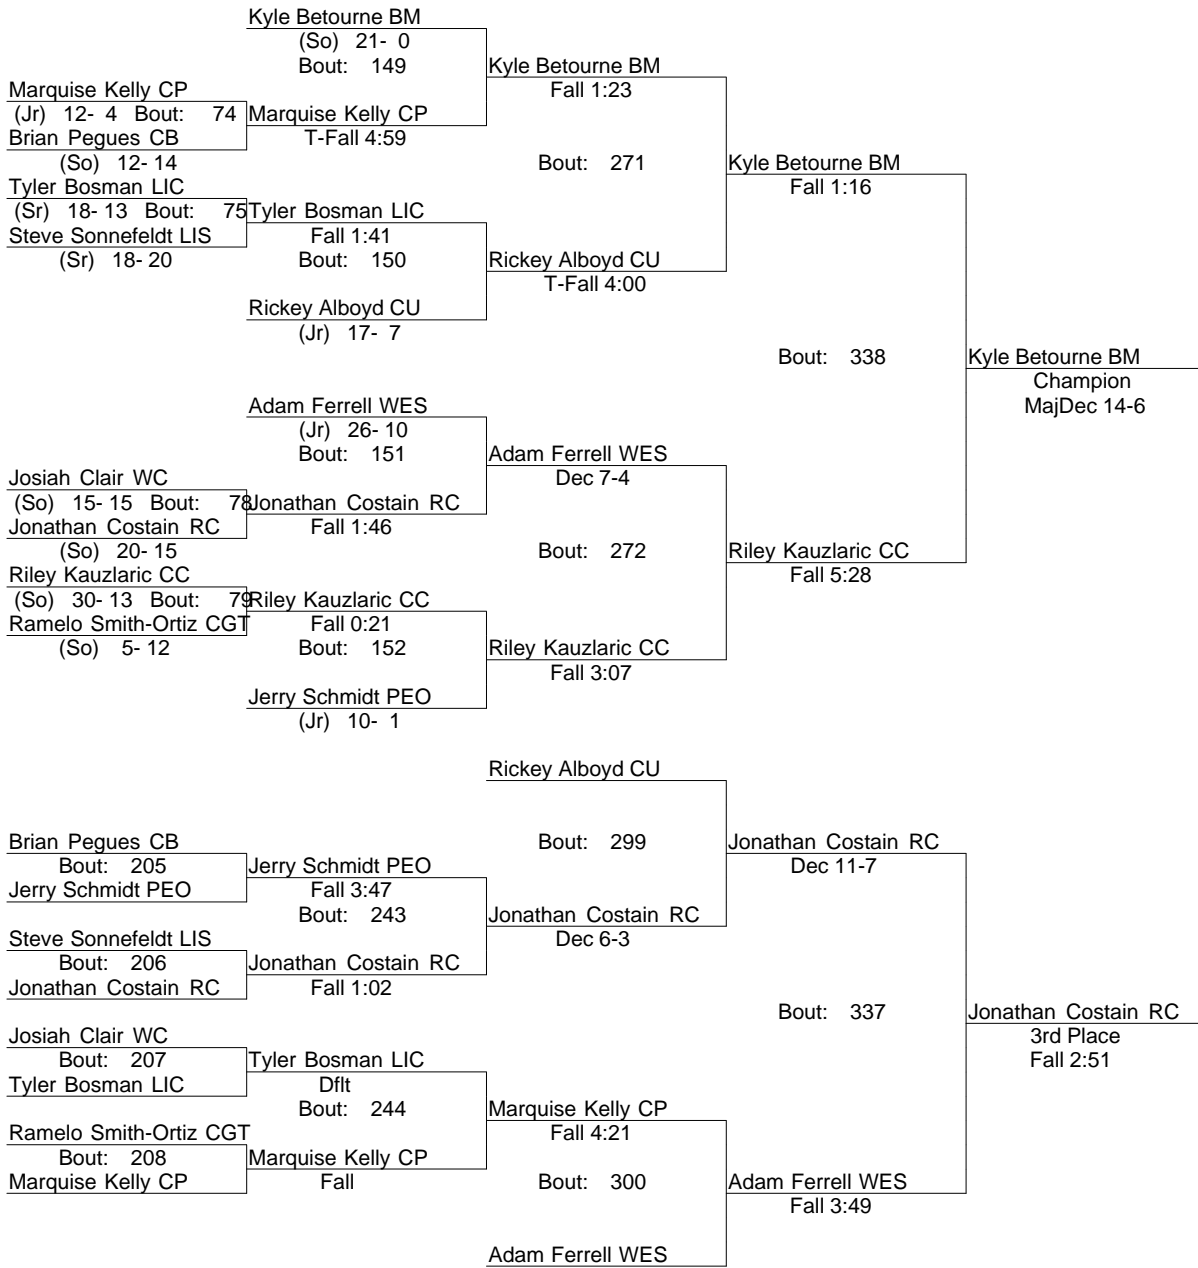 Kyle Betourne BM
(So) 21- 0
Bout: 149
Kyle Betourne BM
Fall 1:23
Marquise Kelly CP
(Jr) 12- 4 Bout: 74
Marquise Kelly CP
T-Fall 4:59
Brian Pegues CB
(So) 12- 14
Bout: 271
Kyle Betourne BM
Fall 1:16
Tyler Bosman LIC
(Sr) 18- 13 Bout: 75
Tyler Bosman LIC
Fall 1:41
Steve Sonnefeldt LIS
(Sr) 18- 20
Bout: 150
Rickey Alboyd CU
T-Fall 4:00
Rickey Alboyd CU
(Jr) 17- 7
Bout: 338
Kyle Betourne BM
Champion
MajDec 14-6
Adam Ferrell WES
(Jr) 26- 10
Bout: 151
Adam Ferrell WES
Dec 7-4
Josiah Clair WC
(So) 15- 15 Bout: 78
Jonathan Costain RC
Fall 1:46
Jonathan Costain RC
(So) 20- 15
Bout: 272
Riley Kauzlaric CC
Fall 5:28
Riley Kauzlaric CC
(So) 30- 13 Bout: 79
Riley Kauzlaric CC
Fall 0:21
Ramelo Smith-Ortiz CGT
(So) 5- 12
Bout: 152
Riley Kauzlaric CC
Fall 3:07
Jerry Schmidt PEO
(Jr) 10- 1
Rickey Alboyd CU
Brian Pegues CB
Bout: 205
Jerry Schmidt PEO
Jerry Schmidt PEO
Fall 3:47
Bout: 299
Jonathan Costain RC
Dec 11-7
Bout: 243
Jonathan Costain RC
Dec 6-3
Steve Sonnefeldt LIS
Bout: 206
Jonathan Costain RC
Jonathan Costain RC
Fall 1:02
Bout: 337
Jonathan Costain RC
3rd Place
Fall 2:51
Josiah Clair WC
Bout: 207
Tyler Bosman LIC
Tyler Bosman LIC
Dflt
Bout: 244
Marquise Kelly CP
Fall 4:21
Ramelo Smith-Ortiz CGT
Bout: 208
Marquise Kelly CP
Marquise Kelly CP
Fall
Bout: 300
Adam Ferrell WES
Fall 3:49
Adam Ferrell WES